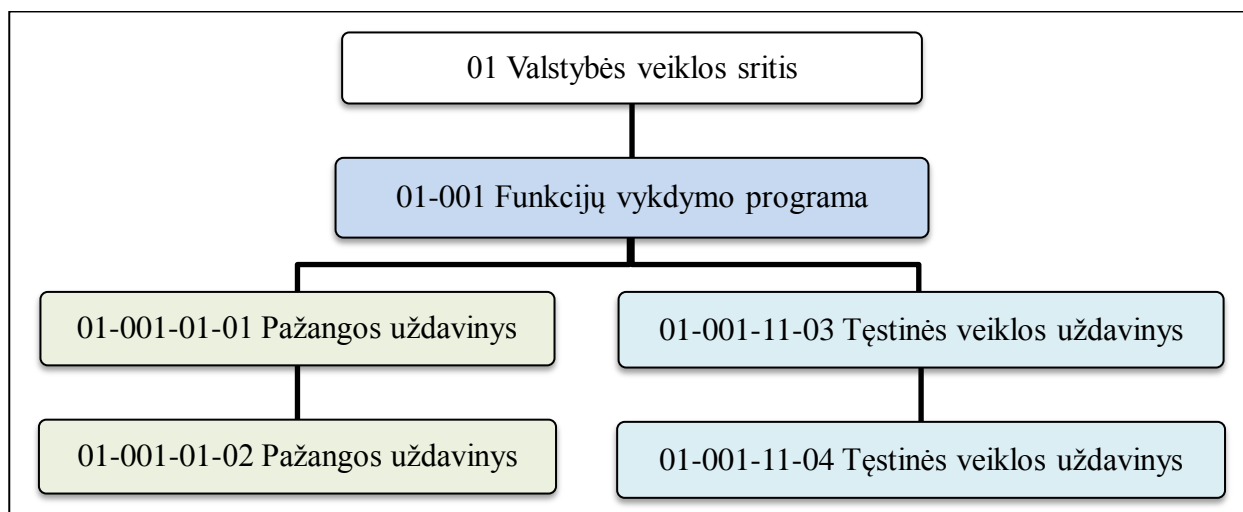 01 Valstybės veiklos sritis
01-001 Funkcijų vykdymo programa
01-001-01-01 Pažangos uždavinys
01-001-11-03 Tęstinės veiklos uždavinys
01-001-01-02 Pažangos uždavinys
01-001-11-04 Tęstinės veiklos uždavinys